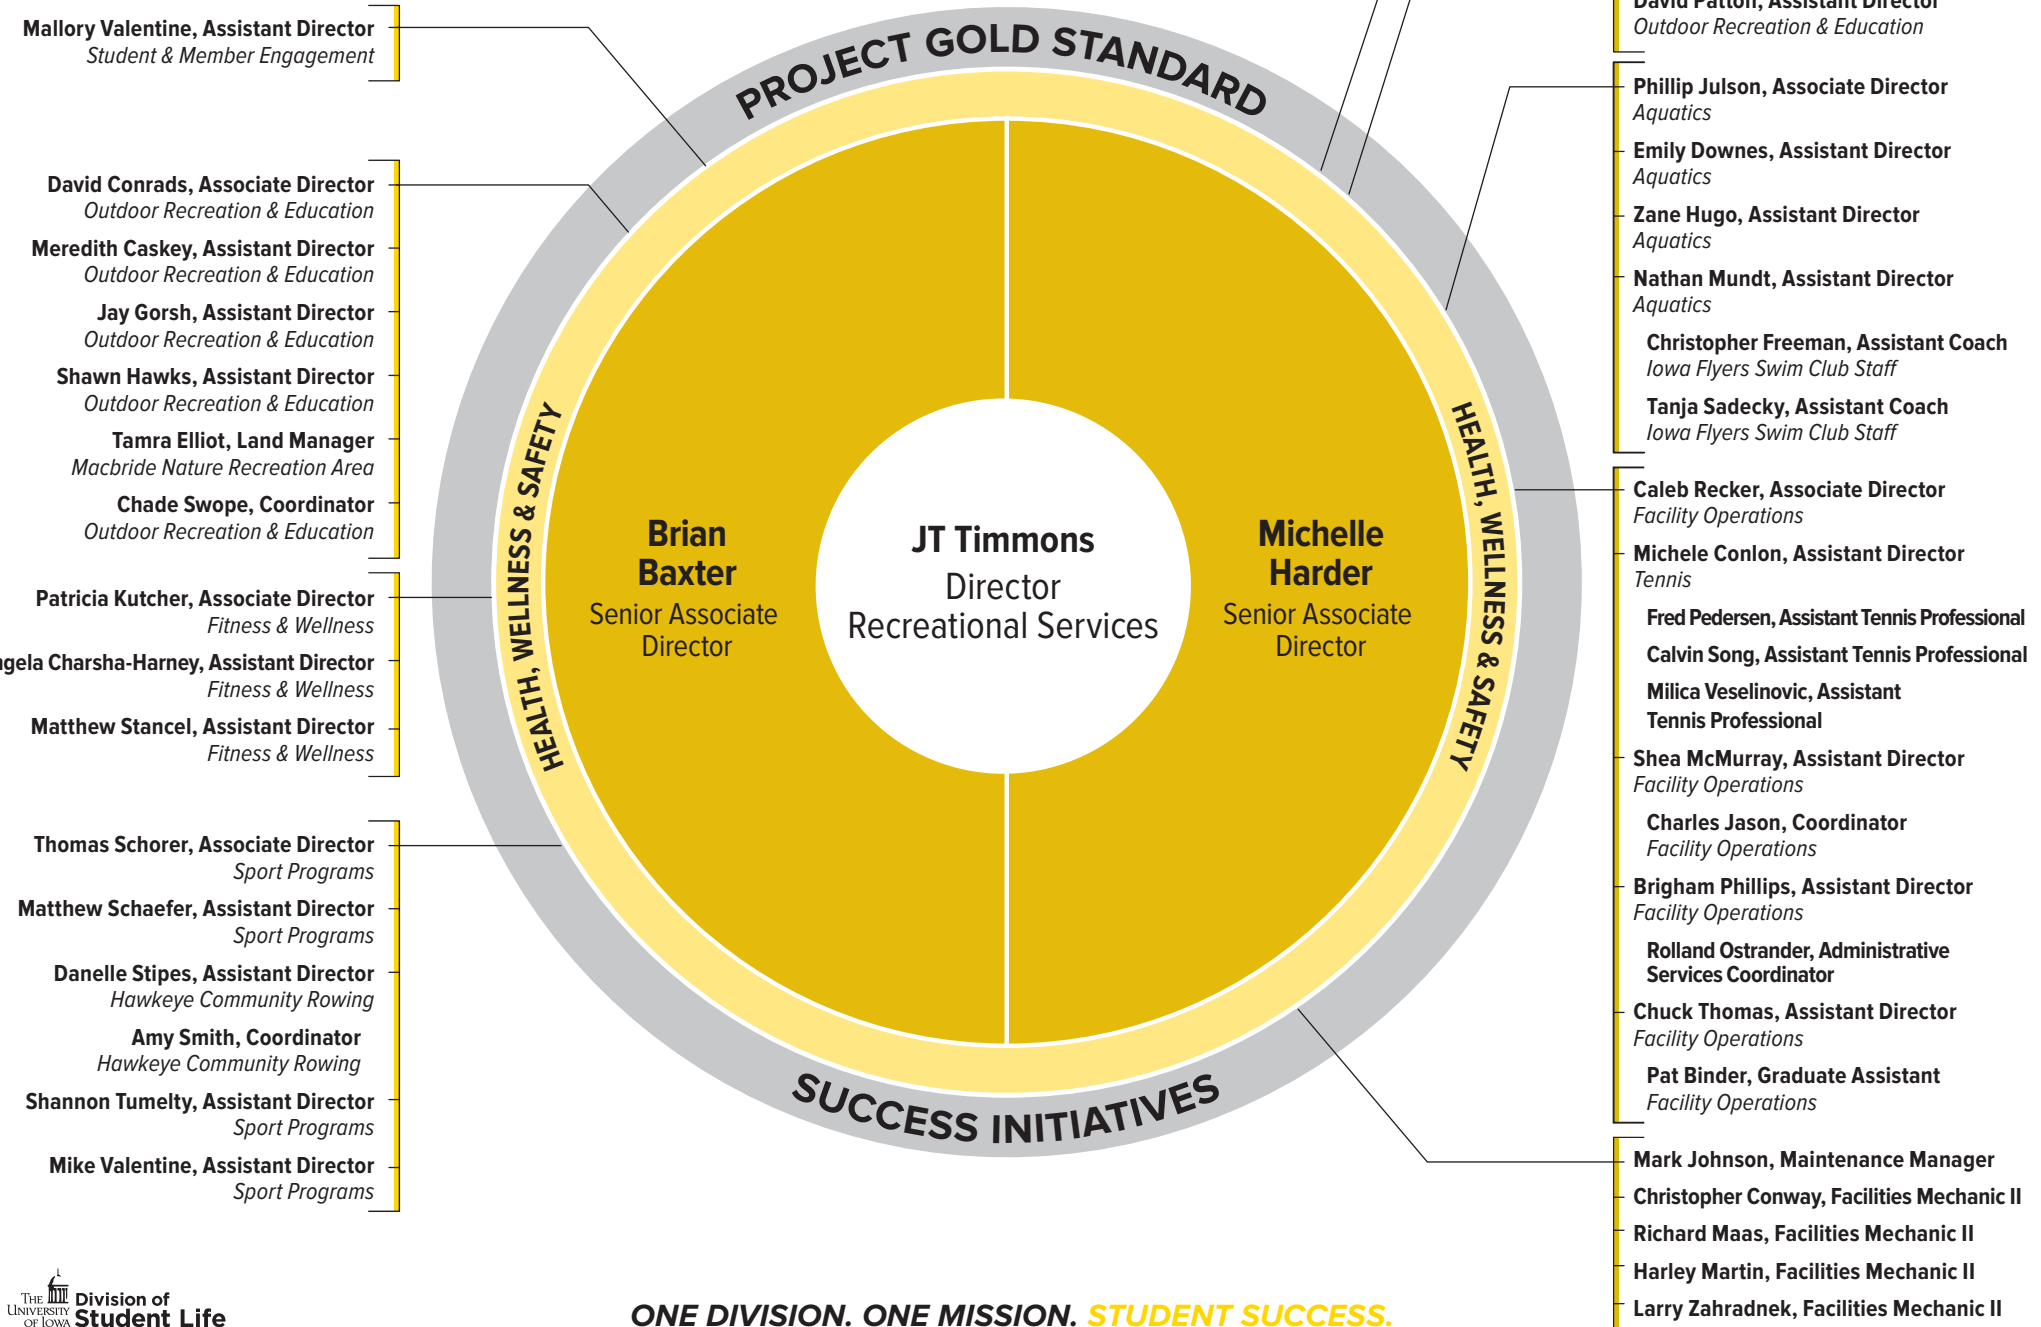 Mallory Valentine, Assistant Director
Student & Member Engagement
David Conrads, Associate Director
Outdoor Recreation & Education
Meredith Caskey, Assistant Director
Outdoor Recreation & Education
Jay Gorsh, Assistant Director
Outdoor Recreation & Education
Shawn Hawks, Assistant Director
Outdoor Recreation & Education
Tamra Elliot, Land Manager
Macbride Nature Recreation Area
Chade Swope, Coordinator
Outdoor Recreation & Education
Patricia Kutcher, Associate Director
Fitness & Wellness
Charsha-Harney, Assistant Director
Fitness & Wellness
Matthew Stancel, Assistant Director
Fitness & Wellness
Thomas Schorer, Associate Director
Sport Programs
Matthew Schaefer, Assistant Director
Sport Programs
Danelle Stipes, Assistant Director
Hawkeye Community Rowing
Amy Smith, Coordinator
Hawkeye Community Rowing
Shannon Tumelty, Assistant Director
Sport Programs
Mike Valentine, Assistant Director
Sport Programs
PROJECT GOLD STANDARD
HEALTH, WELLNESS & SAFETY
Brian
Baxter
Senior Associate
Director
JT Timmons
Director
Recreational Services
Michelle
Harder
Senior Associate
Director
HEALTH, WELLNESS & SAFETY
SUCCESS INITIATIVES
David Patton, Assistant Director
Outdoor Recreation & Education
Phillip Julson, Associate Director
Aquatics
Emily Downes, Assistant Director
Aquatics
Zane Hugo, Assistant Director
Aquatics
Nathan Mundt, Assistant Director
Aquatics
Christopher Freeman, Assistant Coach
Iowa Flyers Swim Club Staff
Tanja Sadecky, Assistant Coach
Iowa Flyers Swim Club Staff
Caleb Recker, Associate Director
Facility Operations
Michele Conlon, Assistant Director
Tennis
Fred Pedersen, Assistant Tennis Professional
Calvin Song, Assistant Tennis Professional
Milica Veselinovic, Assistant
Tennis Professional
Shea McMurray, Assistant Director
Facility Operations
Charles Jason, Coordinator
Facility Operations
Brigham Phillips, Assistant Director
Facility Operations
Rolland Ostrander, Administrative
Services Coordinator
Chuck Thomas, Assistant Director
Facility Operations
Pat Binder, Graduate Assistant
Facility Operations
Mark Johnson, Maintenance Manager
Christopher Conway, Facilities Mechanic II
Richard Maas, Facilities Mechanic II
Harley Martin, Facilities Mechanic II
Larry Zahradnek, Facilities Mechanic II
THE
UNIVERSITY
OF IOWA
Division of
Student Life
ONE DIVISION. ONE MISSION. STUDENT SUCCESS.